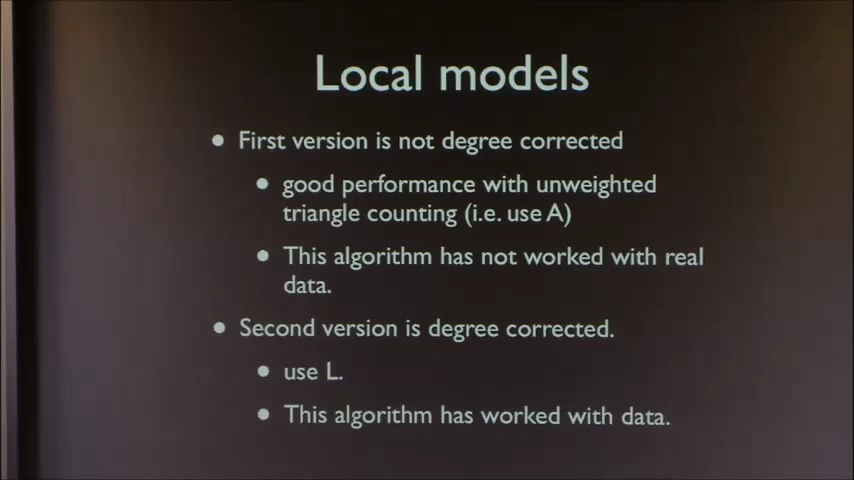 Local models
• First version is not degree corrected
• good performance with unweighted
triangle counting (i.e. use A)
• This algorithm has not worked with real
data.
• Second version is degree corrected.
• use L.
• This algorithm has worked with data.